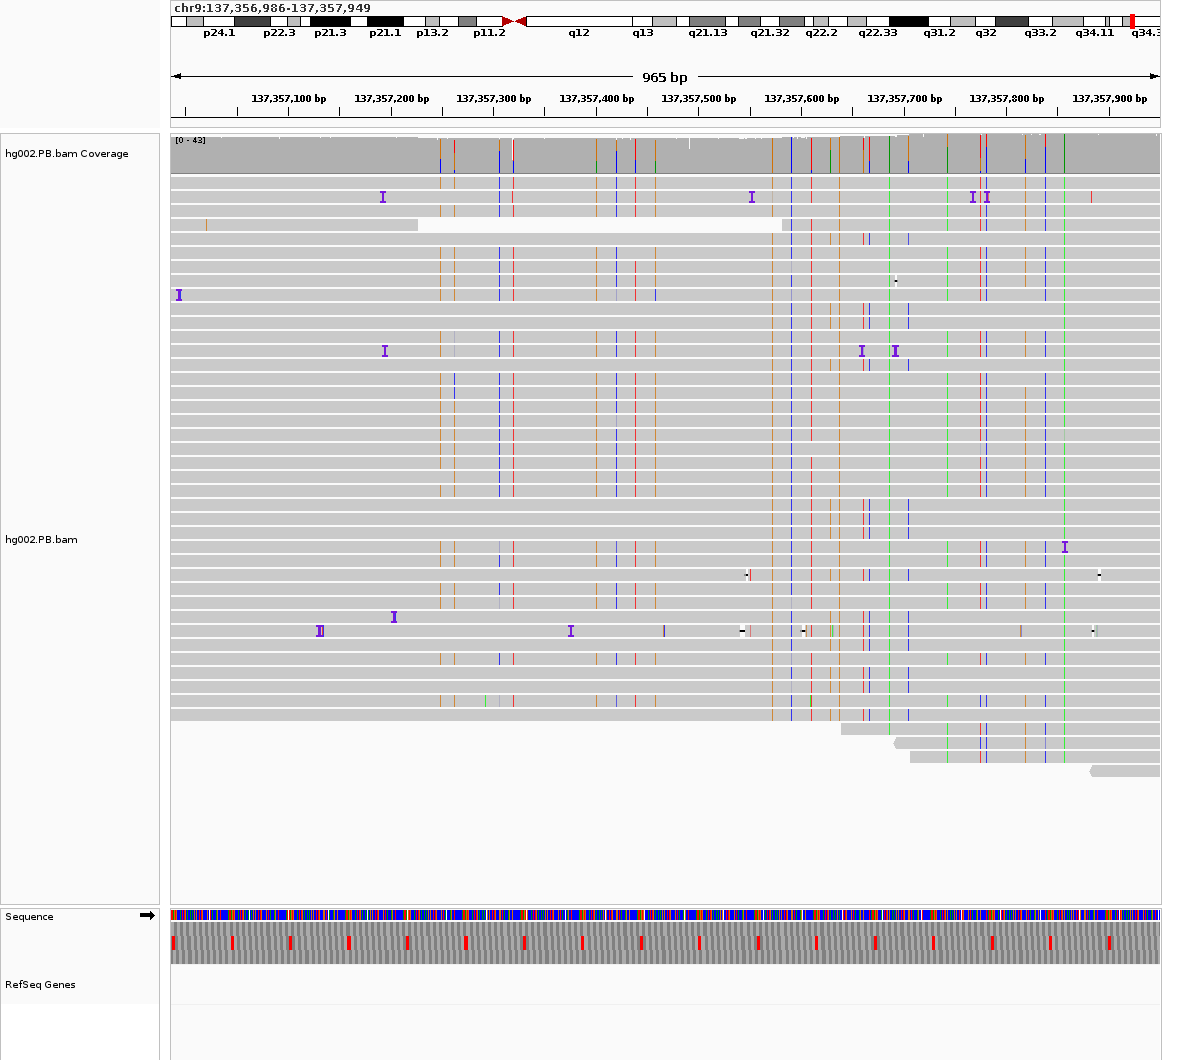 chr9:137,356,986-137,357,949
p24.1 p22.3 p21.3 p21.1 p13.2 p11.2 q12 q13 q21.13 q21.32 q22.2 q22.33 q31.2 q32 q33.2 q34.11 q34.3
965 bp
137,357,100 bp 137,357,200 bp 137,357,300 bp 137,357,400 bp 137,357,500 bp 137,357,600 bp 137,357,700 bp 137,357,800 bp 137,357,900 bp
[0 - 43]
hg002.PB.bam Coverage
hg002.PB.bam
Sequence
RefSeq Genes